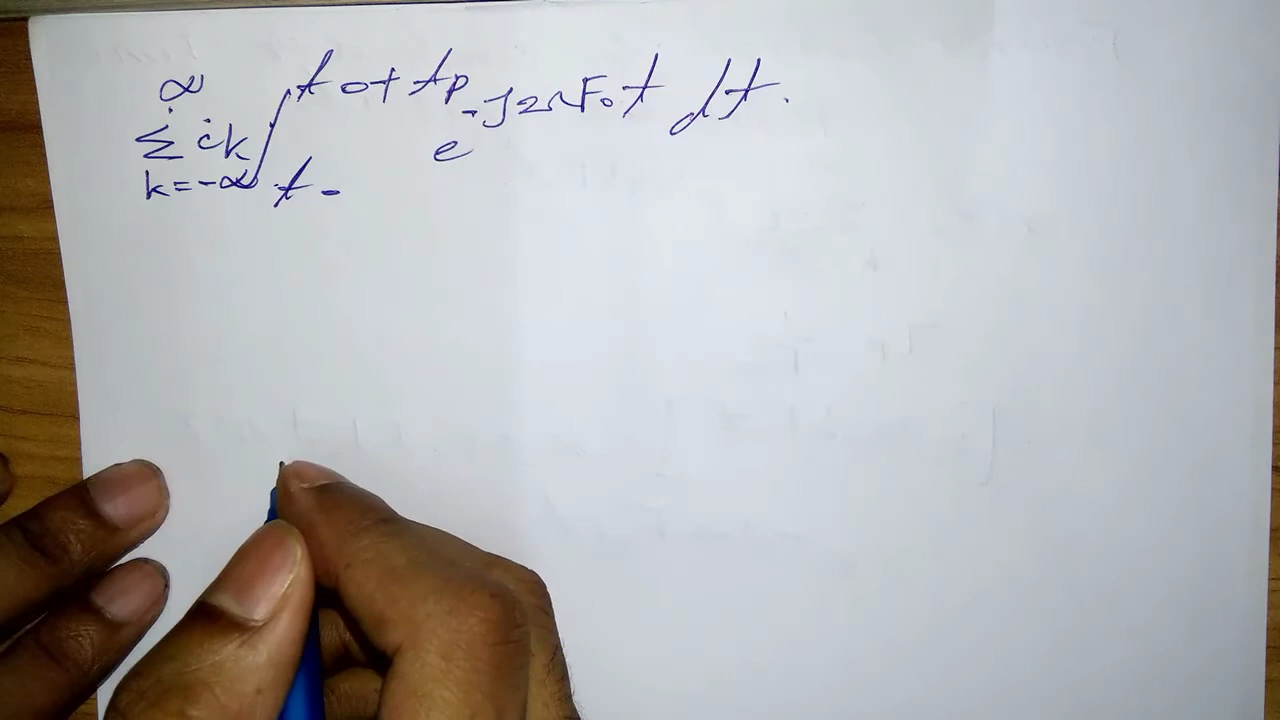 ∞ t0+tp -j2πF0t dt.
Σ ck ∫ e
k=-∞ t0